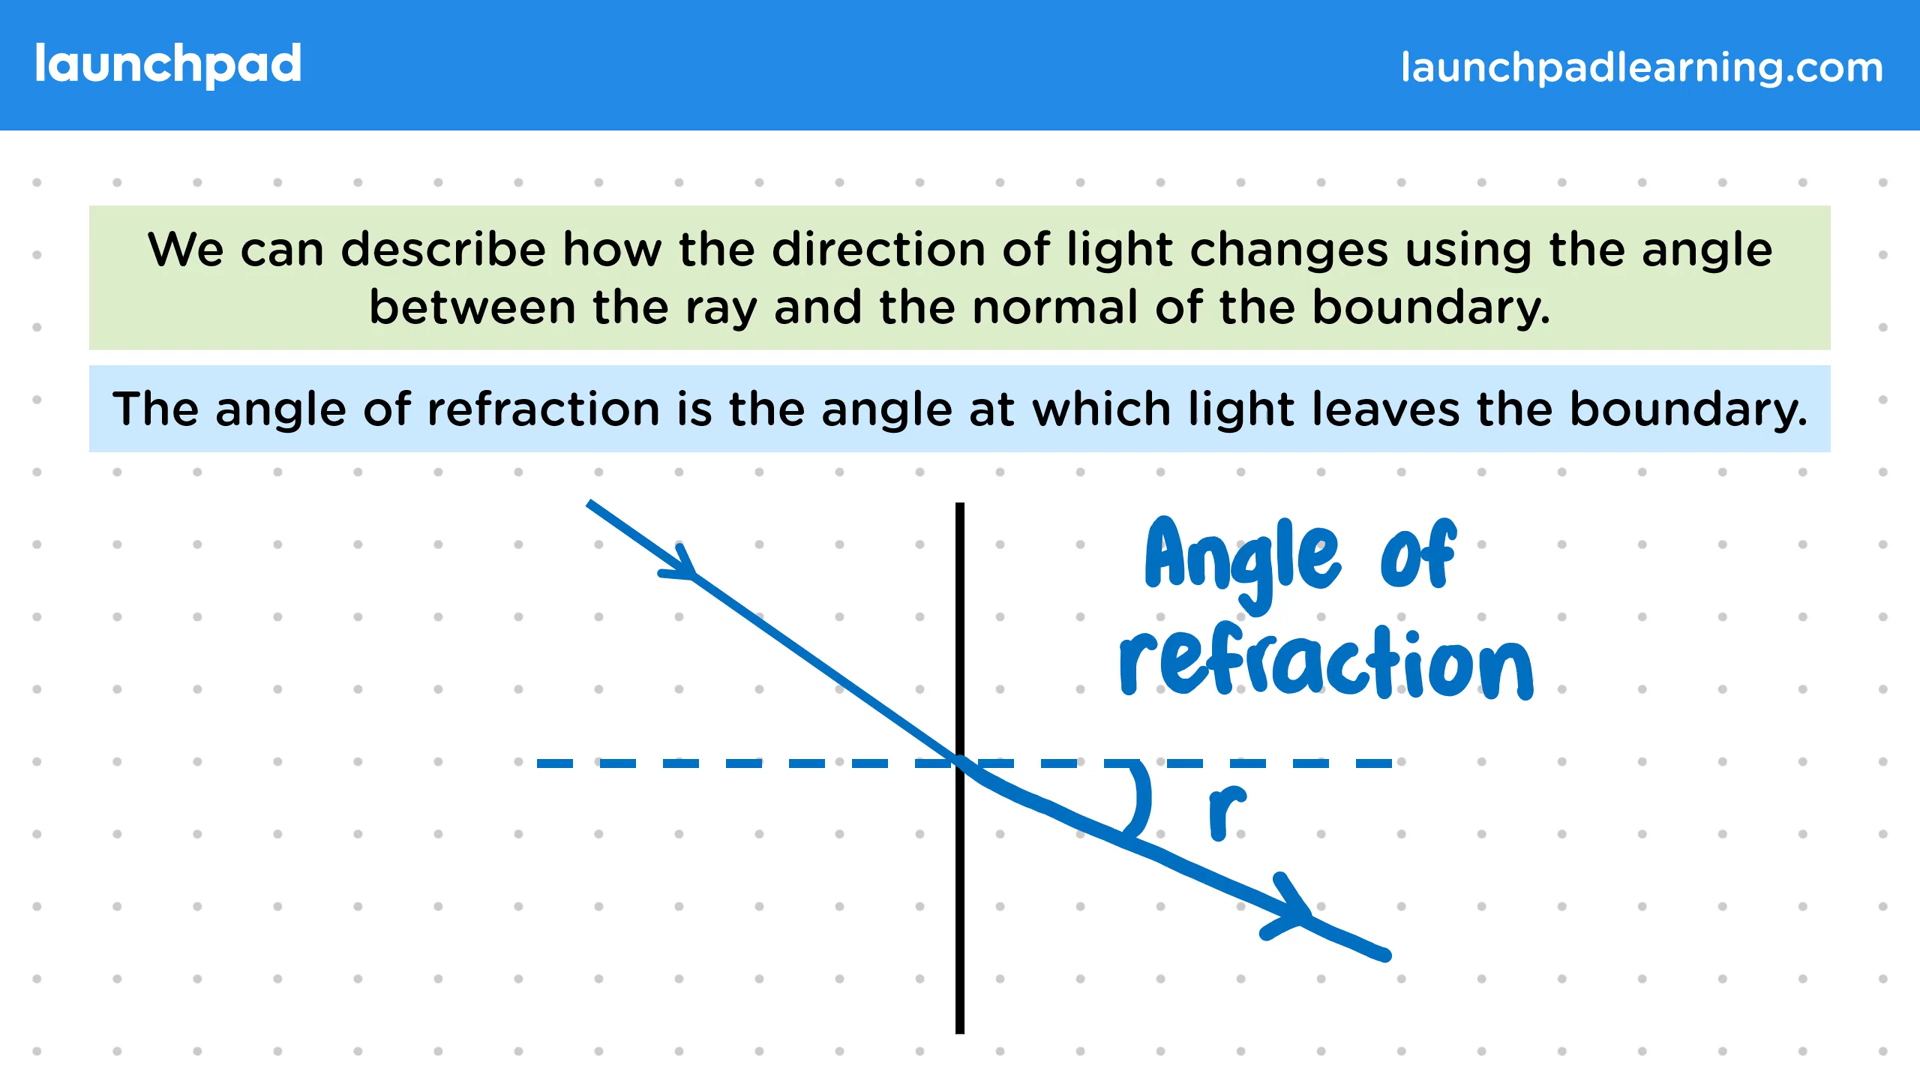 launchpad
launchpadlearning.com
We can describe how the direction of light changes using the angle
between the ray and the normal of the boundary.
The angle of refraction is the angle at which light leaves the boundary.
Angle of
refraction
r